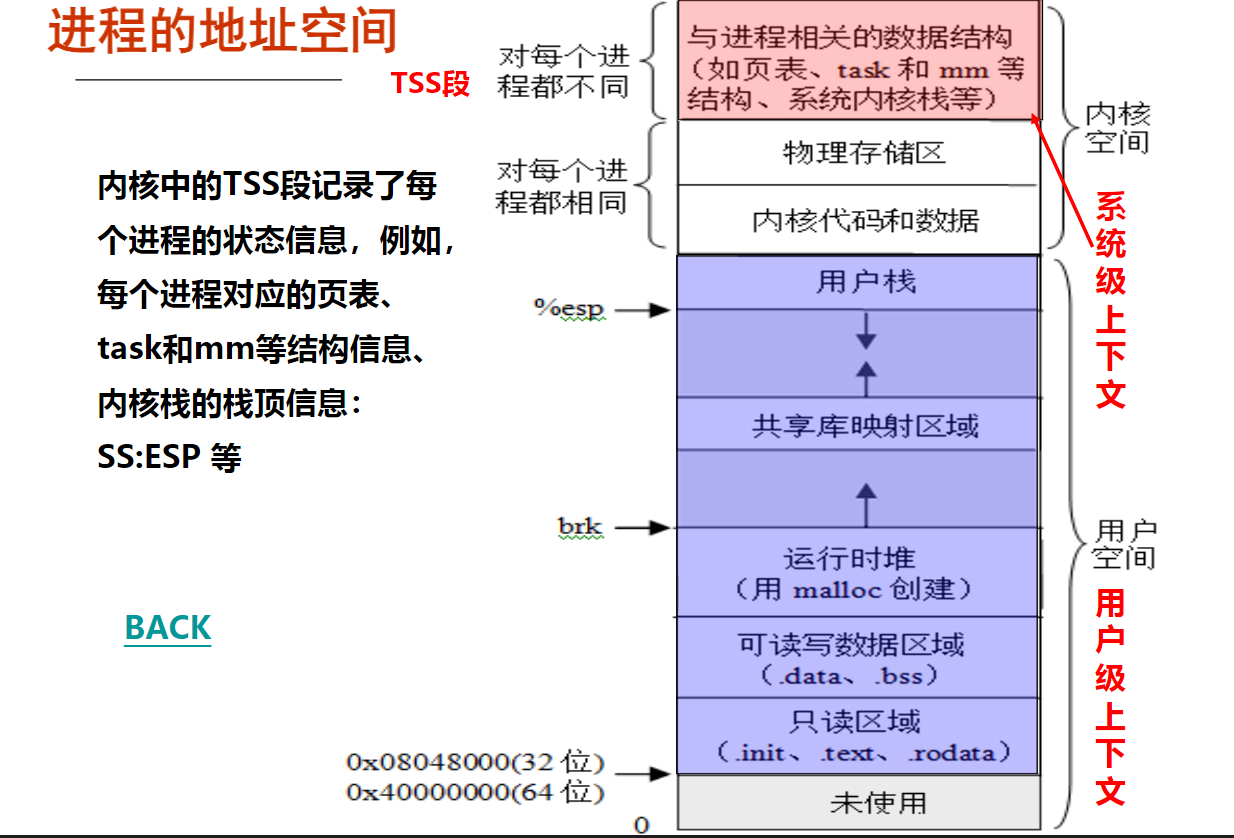 进程的地址空间
TSS段
内核中的TSS段记录了每
个进程的状态信息，例如，
每个进程对应的页表、
task和mm等结构信息、
内核栈的栈顶信息：
SS:ESP 等
BACK
对每个进
程都不同
对每个进
程都相同
%esp
brk
0x08048000(32 位)
0x40000000(64 位)
0
与进程相关的数据结构
（如页表、task 和 mm 等
结构、系统内核栈等）
物理存储区
内核代码和数据
用户栈
共享库映射区域
运行时堆
（用 malloc 创建）
可读写数据区域
（.data、.bss）
只读区域
（.init、.text、.rodata）
未使用
内核
空间
系统级上下文
用户
空间
用户级上下文